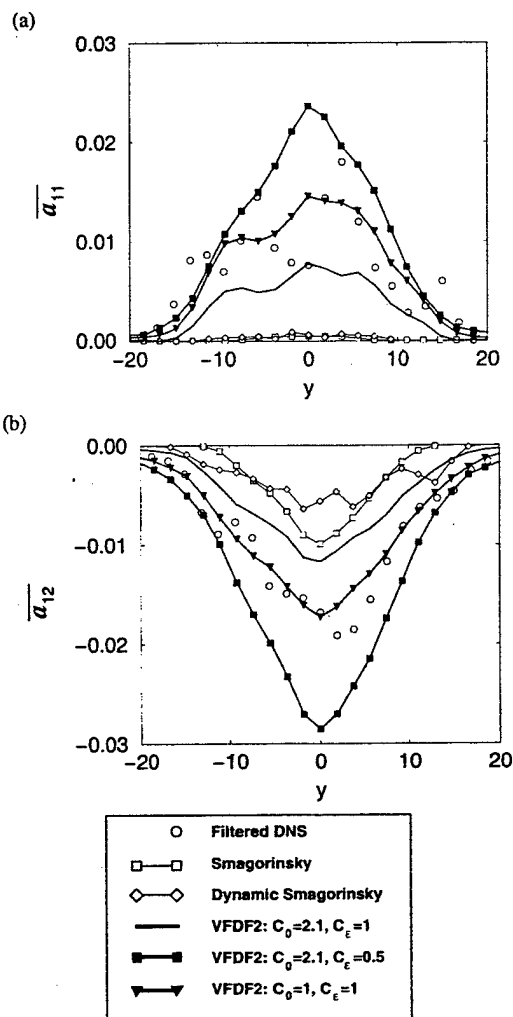 (a)
0.03
0.02
0.01
0.00
a̅₁₁
−20 −10 0 10 20
y
(b)
0.00
−0.01
−0.02
−0.03
a̅₁₂
−20 −10 0 10 20
y
Filtered DNS
Smagorinsky
Dynamic Smagorinsky
VFDF2: C₀=2.1, Cε=1
VFDF2: C₀=2.1, Cε=0.5
VFDF2: C₀=1, Cε=1